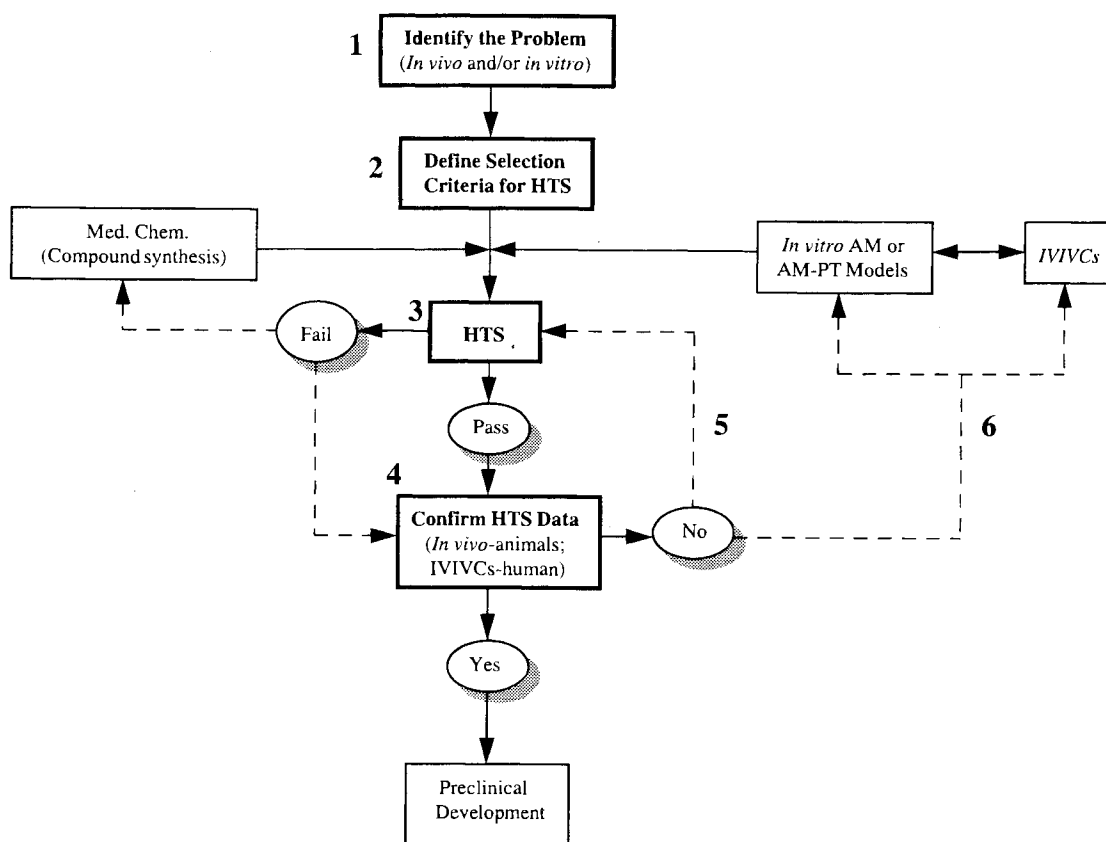 1
Identify the Problem
(In vivo and/or in vitro)
2
Define Selection
Criteria for HTS
Med. Chem.
(Compound synthesis)
In vitro AM or
AM-PT Models
IVIVCs
3
Fail
HTS
Pass
5
6
4
Confirm HTS Data
(In vivo-animals;
IVIVCs-human)
No
Yes
Preclinical
Development